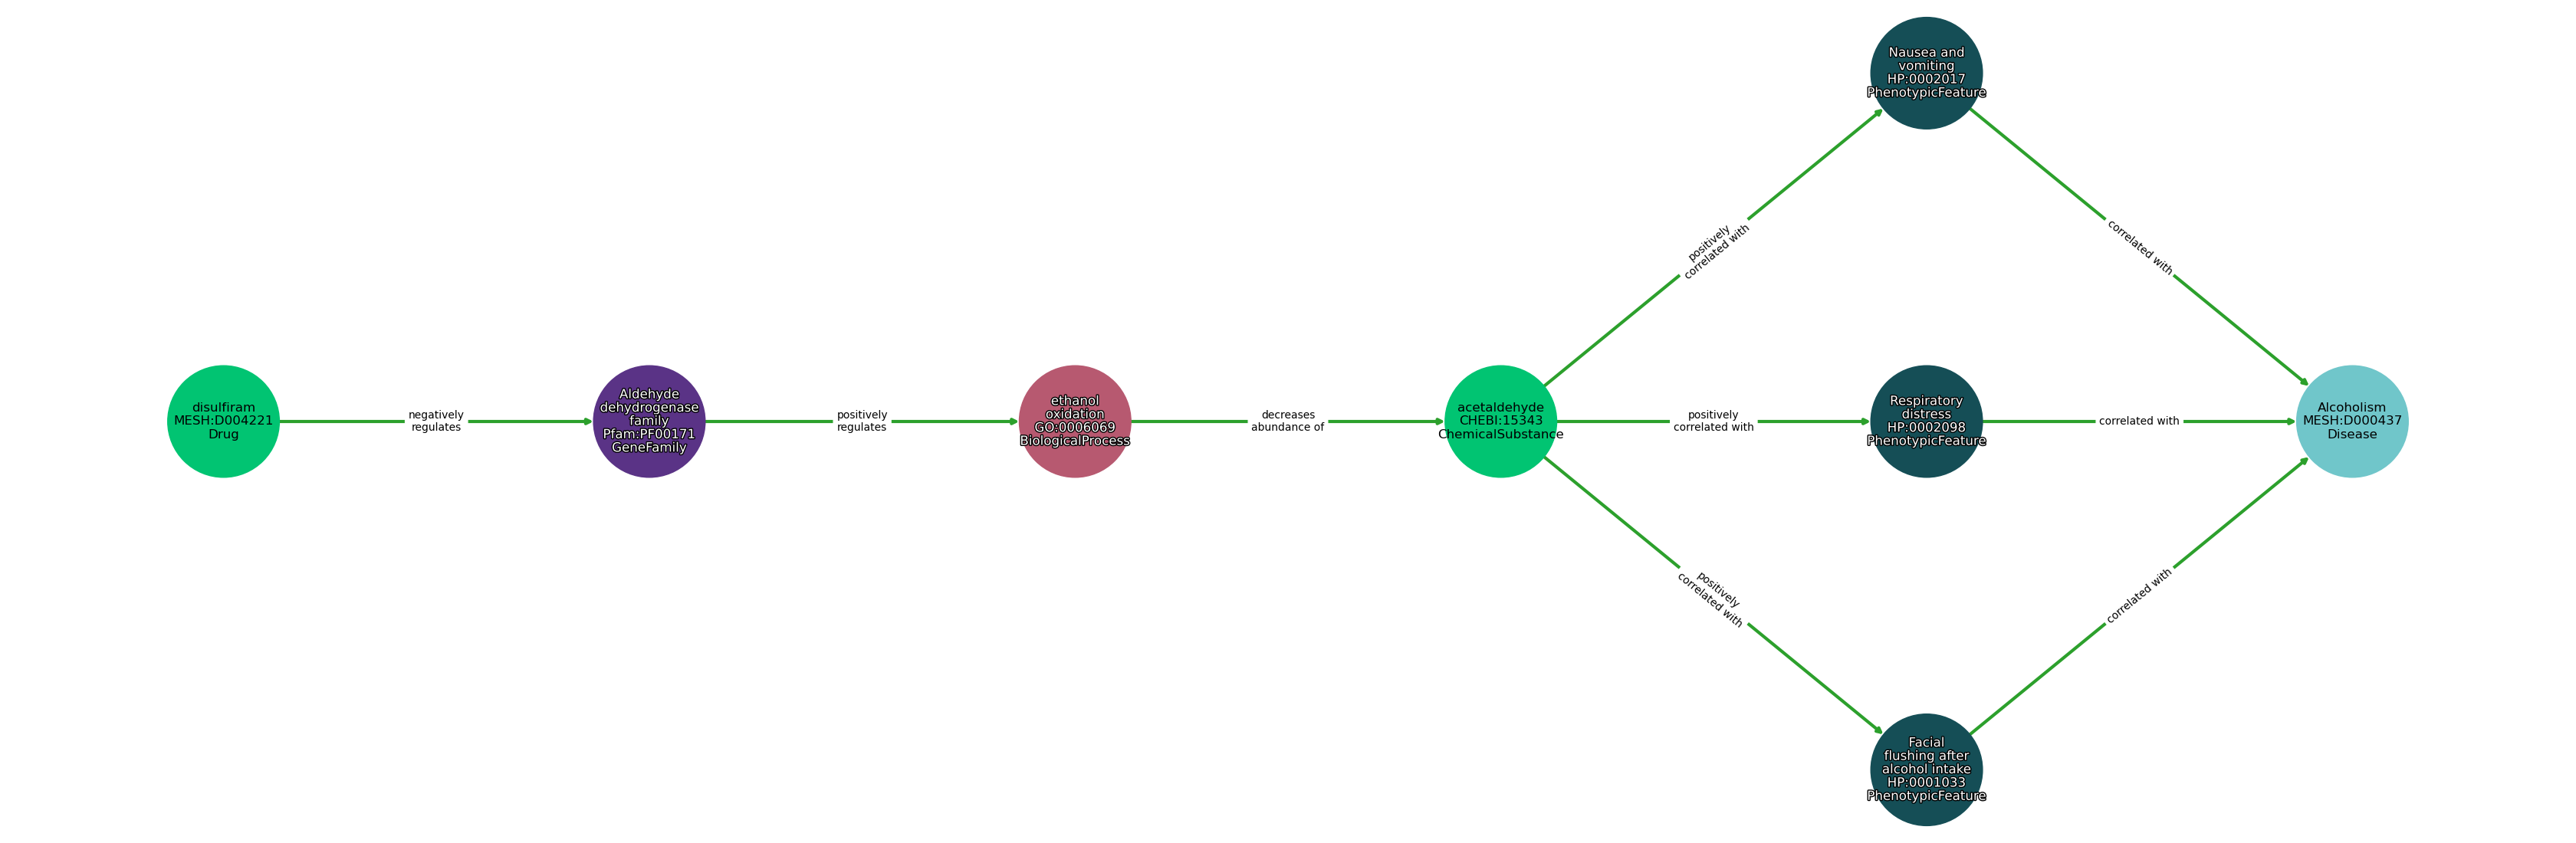 Nausea and
vomiting
HP:0002017
PhenotypicFeature
positively
correlated with
correlated with
disulfiram
MESH:D004221
Drug
negatively
regulates
Aldehyde
dehydrogenase
family
Pfam:PF00171
GeneFamily
positively
regulates
ethanol
oxidation
GO:0006069
BiologicalProcess
decreases
abundance of
acetaldehyde
CHEBI:15343
ChemicalSubstance
positively
correlated with
Respiratory
distress
HP:0002098
PhenotypicFeature
correlated with
Alcoholism
MESH:D000437
Disease
positively
correlated with
correlated with
Facial
flushing after
alcohol intake
HP:0001033
PhenotypicFeature